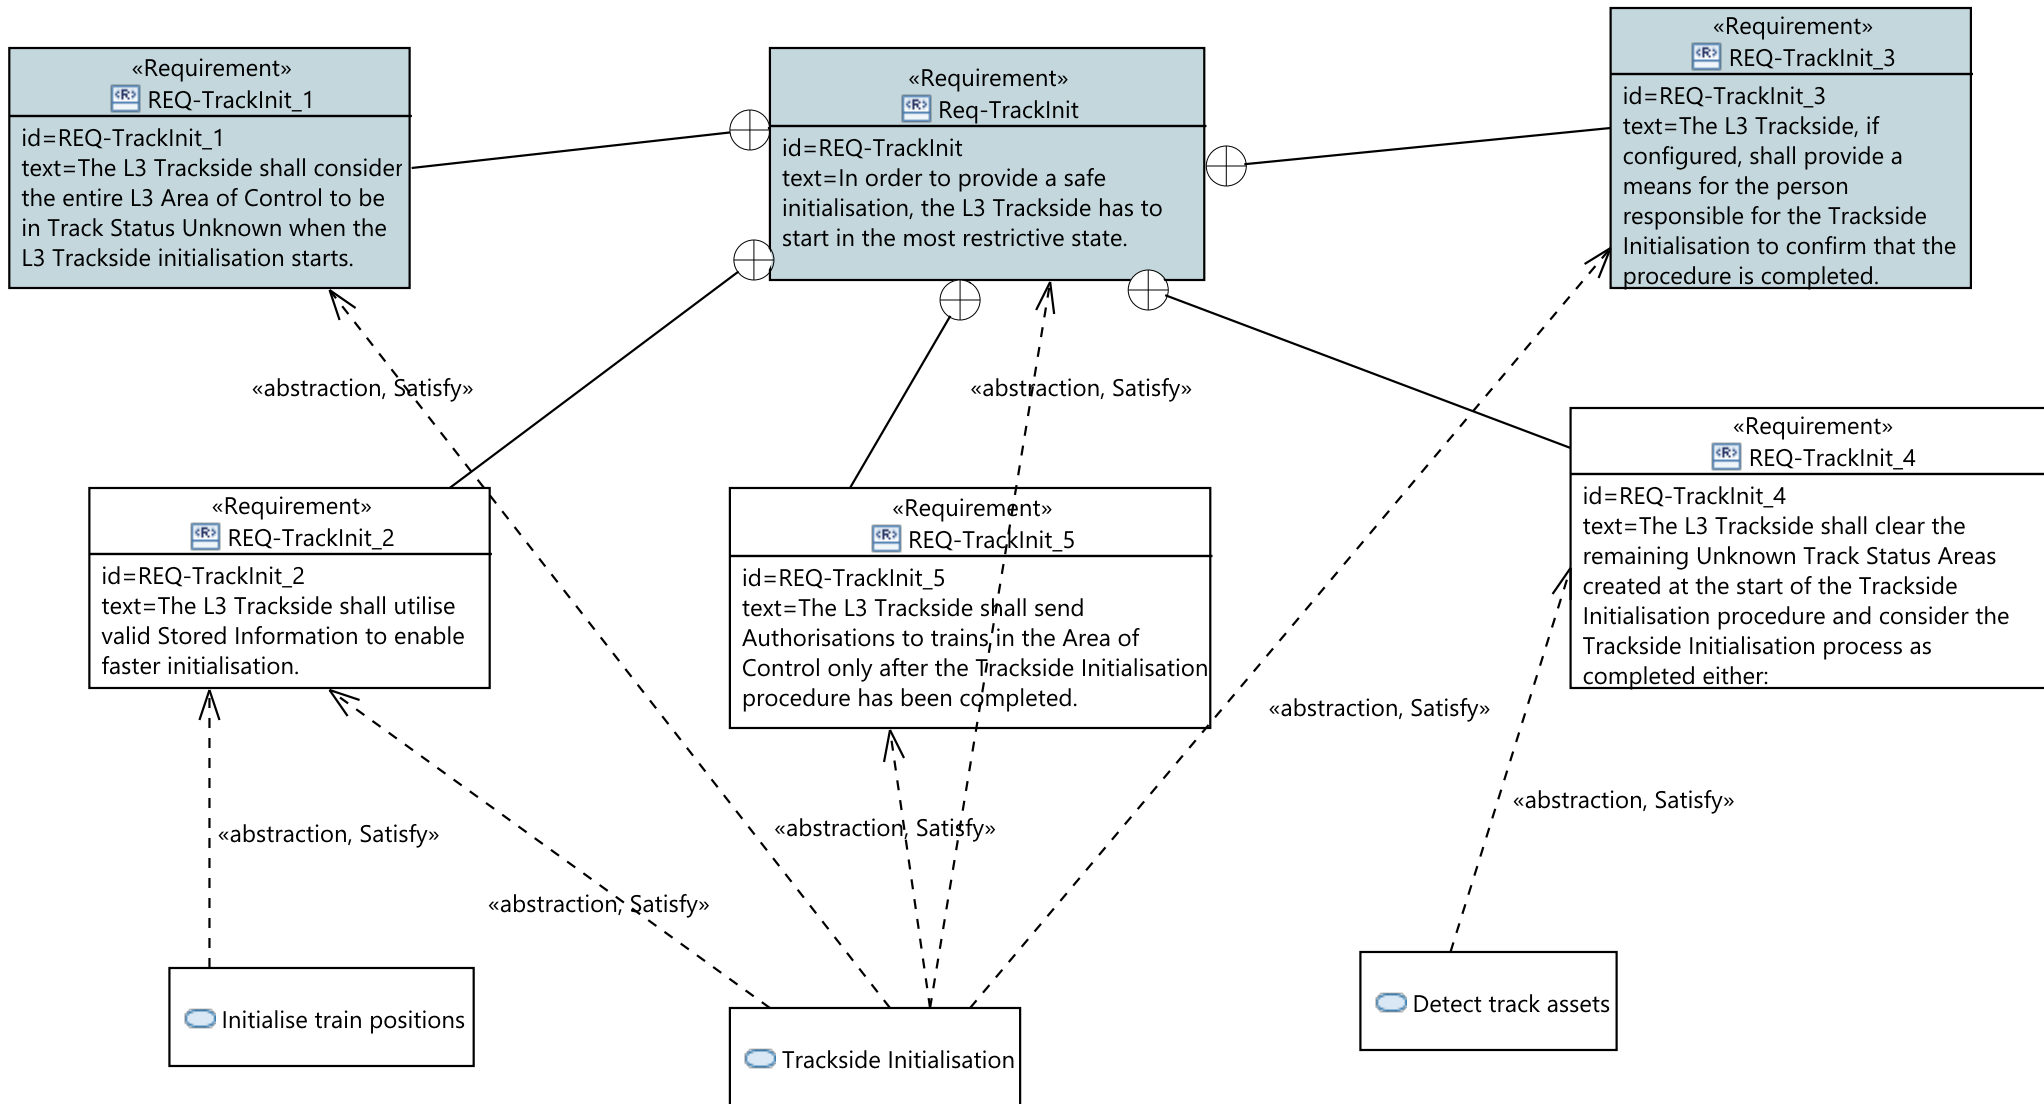 «Requirement»
REQ-TrackInit_1
id=REQ-TrackInit_1
text=The L3 Trackside shall consider
the entire L3 Area of Control to be
in Track Status Unknown when the
L3 Trackside initialisation starts.
«Requirement»
Req-TrackInit
id=REQ-TrackInit
text=In order to provide a safe
initialisation, the L3 Trackside has to
start in the most restrictive state.
«Requirement»
REQ-TrackInit_3
id=REQ-TrackInit_3
text=The L3 Trackside, if
configured, shall provide a
means for the person
responsible for the Trackside
Initialisation to confirm that the
procedure is completed.
«abstraction, Satisfy»
«abstraction, Satisfy»
«Requirement»
REQ-TrackInit_2
id=REQ-TrackInit_2
text=The L3 Trackside shall utilise
valid Stored Information to enable
faster initialisation.
«Requirement»
REQ-TrackInit_5
id=REQ-TrackInit_5
text=The L3 Trackside shall send
Authorisations to trains in the Area of
Control only after the Trackside Initialisation
procedure has been completed.
«Requirement»
REQ-TrackInit_4
id=REQ-TrackInit_4
text=The L3 Trackside shall clear the
remaining Unknown Track Status Areas
created at the start of the Trackside
Initialisation procedure and consider the
Trackside Initialisation process as
completed either:
«abstraction, Satisfy»
«abstraction, Satisfy»
«abstraction, Satisfy»
«abstraction, Satisfy»
«abstraction, Satisfy»
Initialise train positions
Trackside Initialisation
Detect track assets